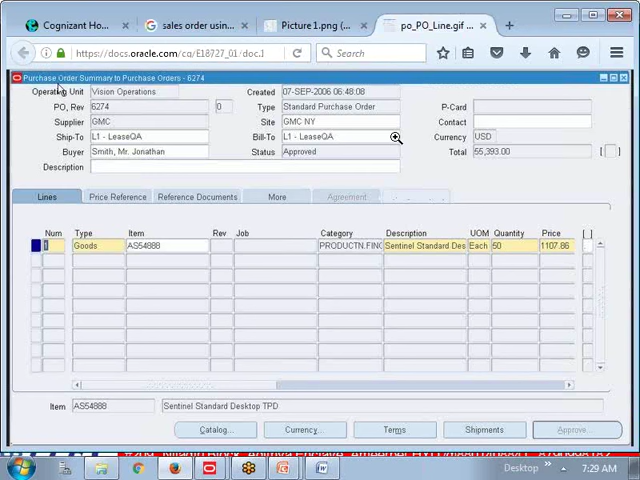 Cognizant Ho... × sales order usin... × Picture 1.png (... × po_PO_Line.gif ... × +
https://docs.oracle.com/cd/E18727_01/doc.1 Search
Purchase Order Summary to Purchase Orders - 6274
Operating Unit Vision Operations Created 07-SEP-2006 06:48:08
PO, Rev 6274 0 Type Standard Purchase Order P-Card
Supplier GMC Site GMC NY Contact
Ship-To L1 - LeaseQA Bill-To L1 - LeaseQA Currency USD
Buyer Smith, Mr. Jonathan Status Approved Total 55,393.00 [ ]
Description
Lines Price Reference Reference Documents More Agreement
Num Type Item Rev Job Category Description UOM Quantity Price [ ]
1 Goods AS54888 PRODUCTN.FING Sentinel Standard Des Each 50 1107.86
Item AS54888 Sentinel Standard Desktop TPD
Catalog... Currency... Terms Shipments Approve...
Desktop » 7:29 AM